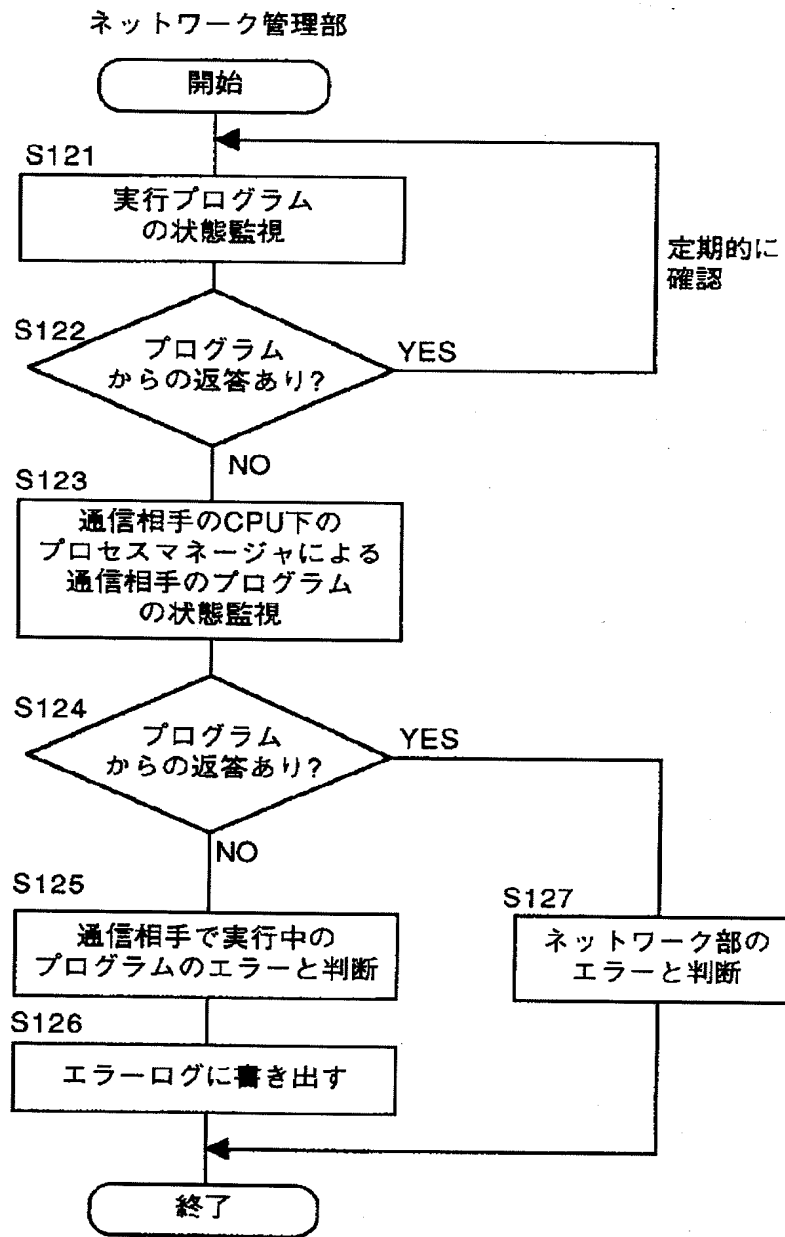 ネットワーク管理部
開始
S121
実行プログラム
の状態監視
定期的に
確認
S122
プログラム
からの返答あり?
YES
NO
S123
通信相手のCPU下の
プロセスマネージャによる
通信相手のプログラム
の状態監視
S124
プログラム
からの返答あり?
YES
NO
S125
通信相手で実行中の
プログラムのエラーと判断
S127
ネットワーク部の
エラーと判断
S126
エラーログに書き出す
終了